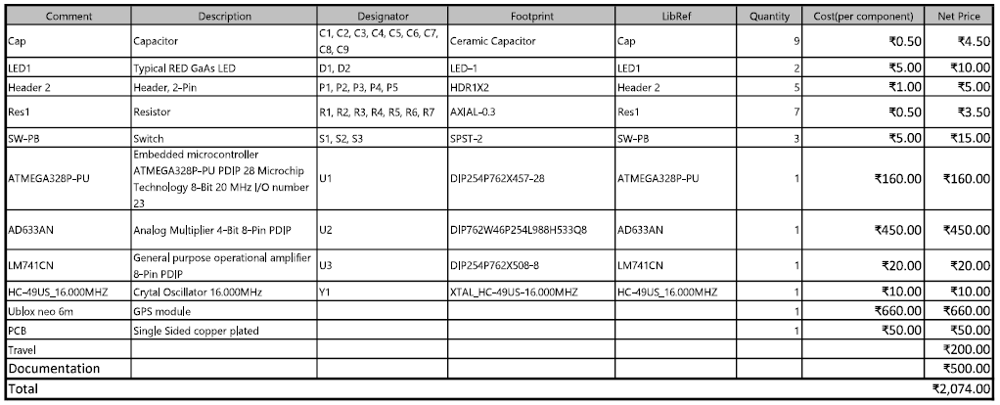 Comment Description Designator Footprint LibRef Quantity Cost(per component) Net Price
Cap Capacitor C1, C2, C3, C4, C5, C6, C7, C8, C9 Ceramic Capacitor Cap 9 ₹0.50 ₹4.50
LED1 Typical RED GaAs LED D1, D2 LED-1 LED1 2 ₹5.00 ₹10.00
Header 2 Header, 2-Pin P1, P2, P3, P4, P5 HDR1X2 Header 2 5 ₹1.00 ₹5.00
Res1 Resistor R1, R2, R3, R4, R5, R6, R7 AXIAL-0.3 Res1 7 ₹0.50 ₹3.50
SW-PB Switch S1, S2, S3 SPST-2 SW-PB 3 ₹5.00 ₹15.00
ATMEGA328P-PU Embedded microcontroller ATMEGA328P-PU PDIP 28 Microchip Technology 8-Bit 20 MHz I/O number 23 U1 DIP254P762X457-28 ATMEGA328P-PU 1 ₹160.00 ₹160.00
AD633AN Analog Multiplier 4-Bit 8-Pin PDIP U2 DIP762W46P254L988H533Q8 AD633AN 1 ₹450.00 ₹450.00
LM741CN General purpose operational amplifier 8-Pin PDIP U3 DIP254P762X508-8 LM741CN 1 ₹20.00 ₹20.00
HC-49US_16.000MHZ Crytal Oscillator 16.000MHz Y1 XTAL_HC-49US-16.000MHZ HC-49US_16.000MHZ 1 ₹10.00 ₹10.00
Ublox neo 6m GPS module 1 ₹660.00 ₹660.00
PCB Single Sided copper plated 1 ₹50.00 ₹50.00
Travel ₹200.00
Documentation ₹500.00
Total ₹2,074.00